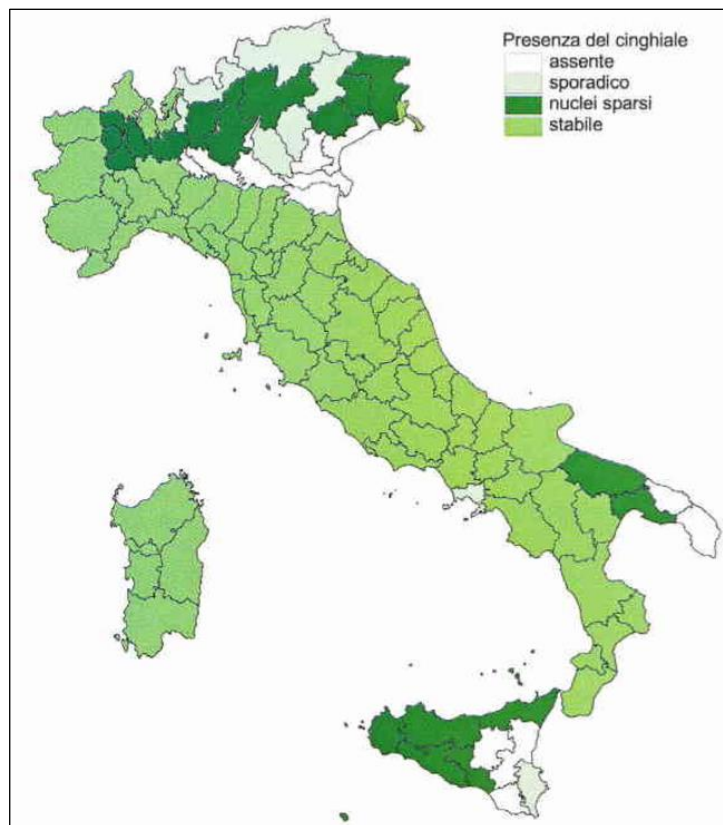 Presenza del cinghiale
assente
sporadico
nuclei sparsi
stabile